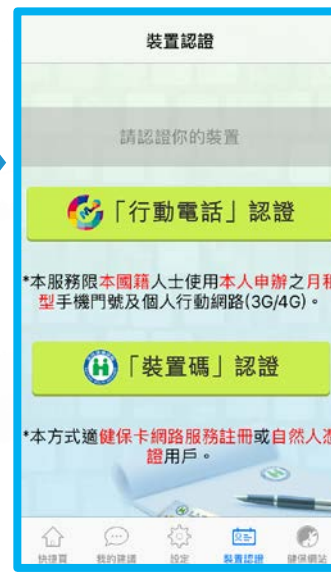 裝置認證
請認證你的裝置
「行動電話」認證
*本服務限本國籍人士使用本人申辦之月租
型手機門號及個人行動網路(3G/4G)。
「裝置碼」認證
*本方式適健保卡網路服務註冊或自然人憑
證用戶。
快捷頁 我的建議 設定 裝置認證 健保網站